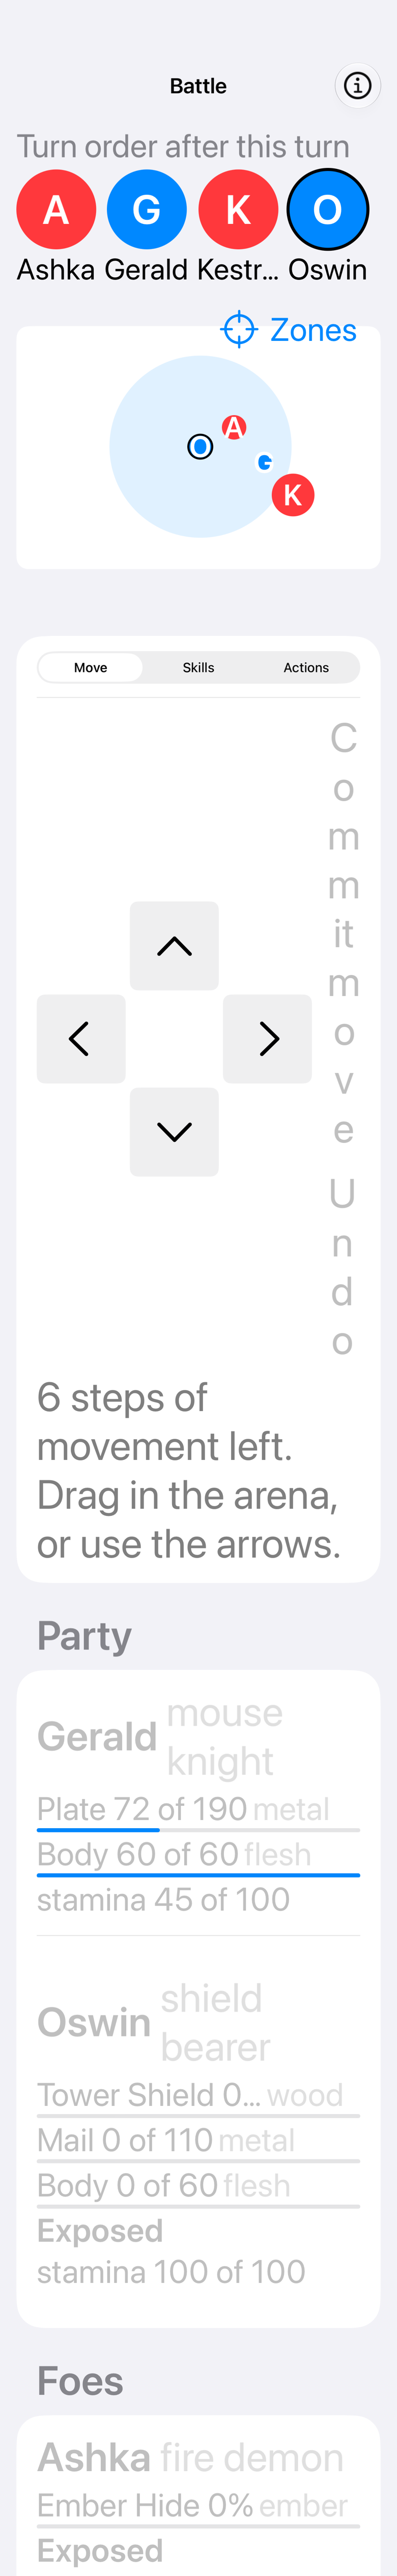 Battle
Turn order after this turn
A G K O
Ashka Gerald Kestr... Oswin
Zones
A
O
G
K
Move Skills Actions
Commit move
Undo
6 steps of
movement left.
Drag in the arena,
or use the arrows.
Party
Gerald mouse
knight
Plate 72 of 190 metal
Body 60 of 60 flesh
stamina 45 of 100
Oswin shield
bearer
Tower Shield 0... wood
Mail 0 of 110 metal
Body 0 of 60 flesh
Exposed
stamina 100 of 100
Foes
Ashka fire demon
Ember Hide 0% ember
Exposed